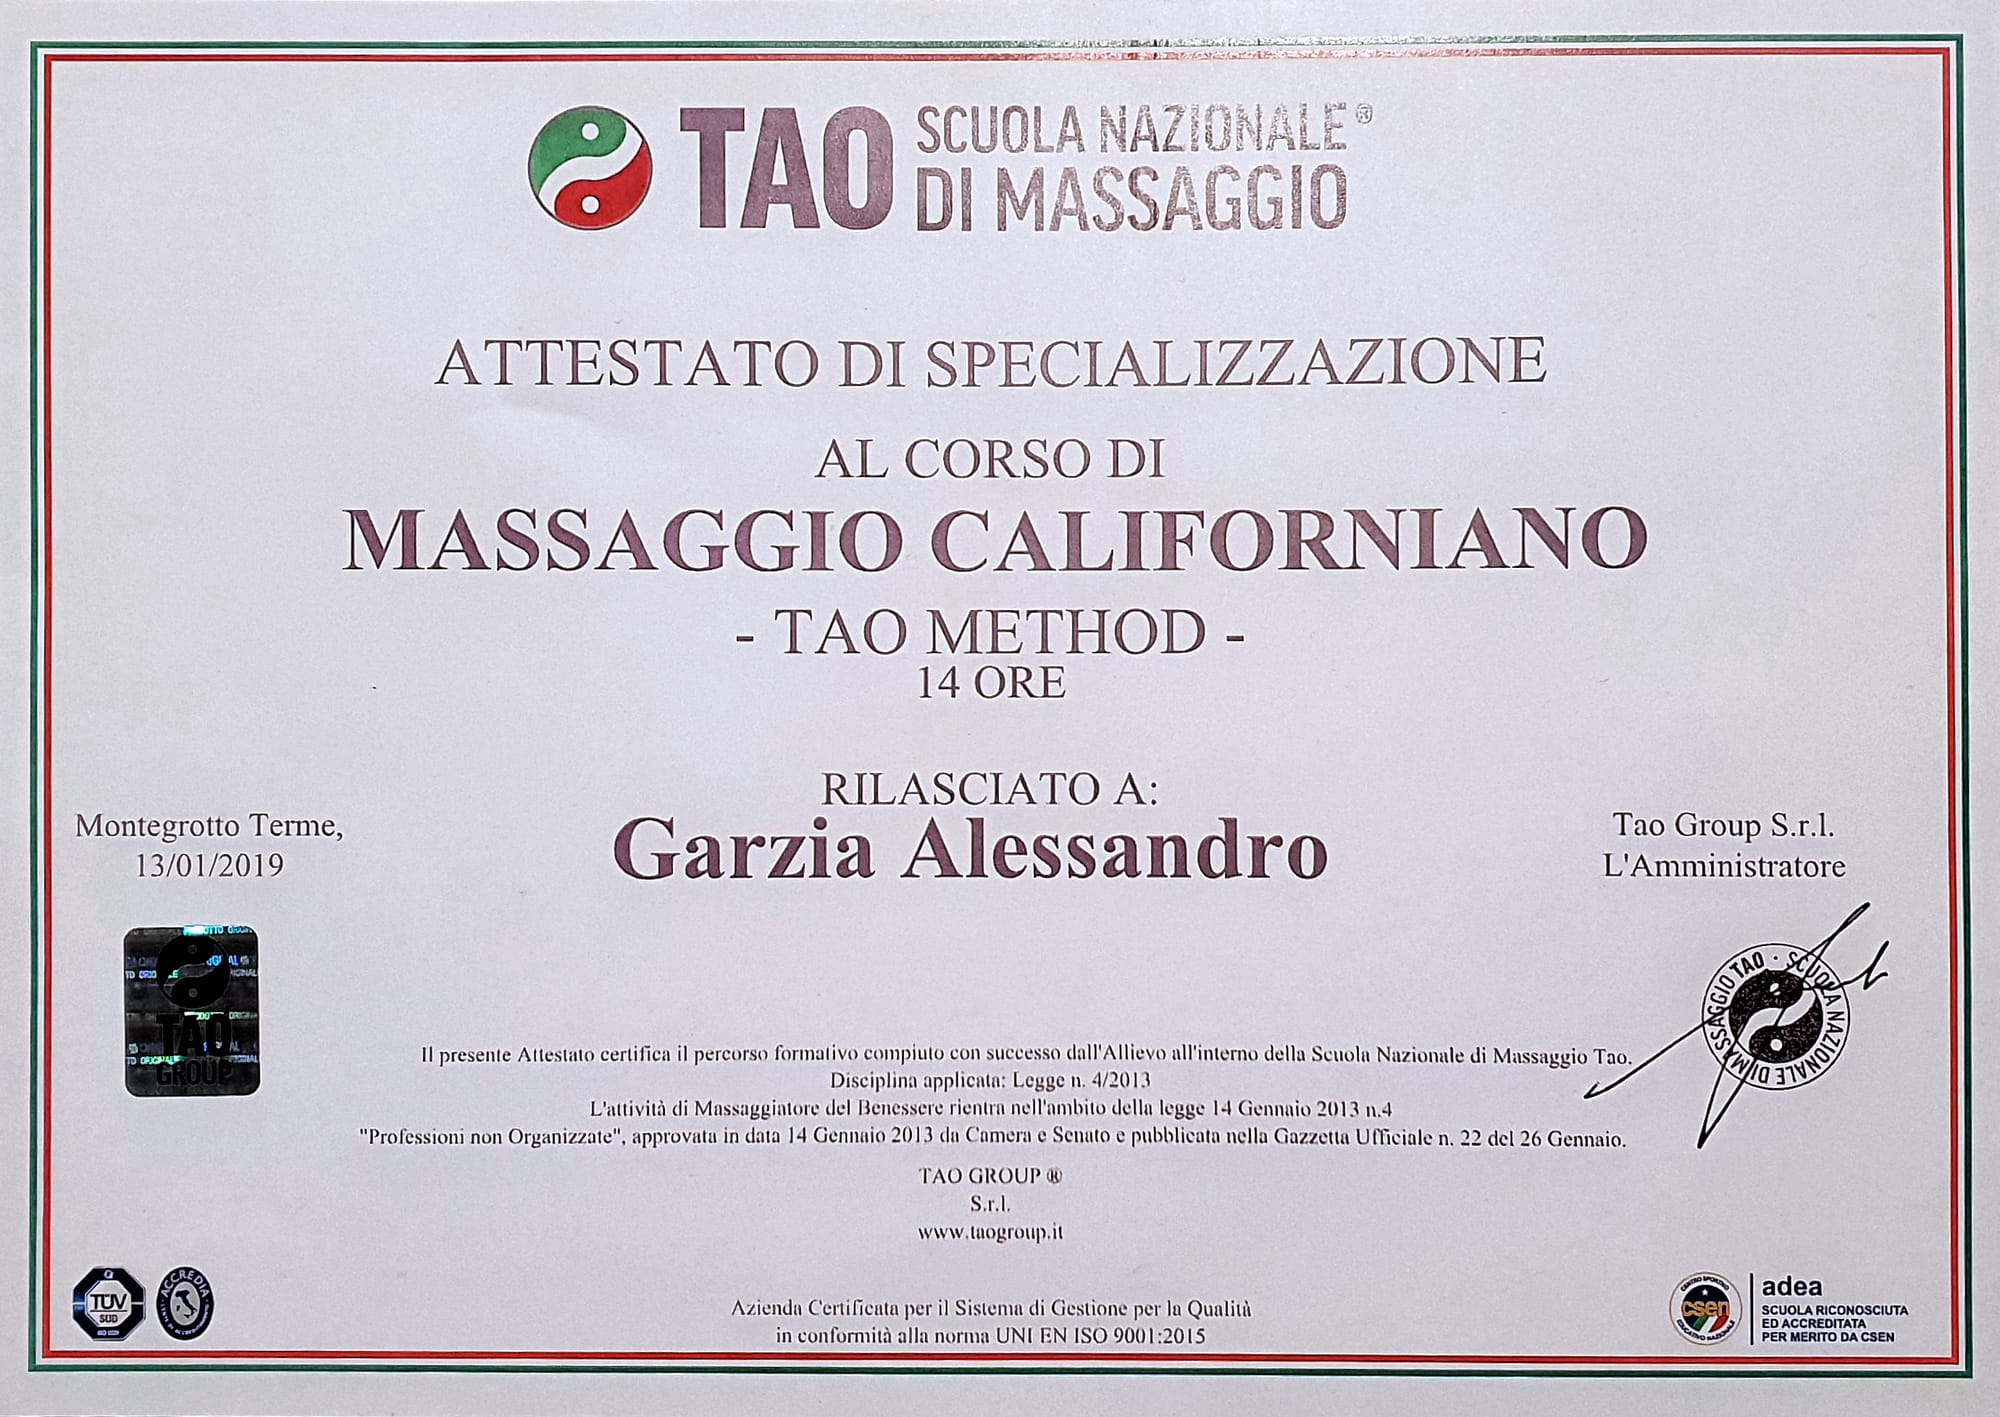 TAO SCUOLA NAZIONALE®
DI MASSAGGIO
ATTESTATO DI SPECIALIZZAZIONE
AL CORSO DI
MASSAGGIO CALIFORNIANO
- TAO METHOD -
14 ORE
RILASCIATO A:
Garzia Alessandro
Montegrotto Terme,
13/01/2019
Tao Group S.r.l.
L'Amministratore
TAO
GROUP
SCUOLA NAZIONALE DI MASSAGGIO TAO
Il presente Attestato certifica il percorso formativo compiuto con successo dall'Allievo all'interno della Scuola Nazionale di Massaggio Tao.
Disciplina applicata: Legge n. 4/2013
L'attività di Massaggiatore del Benessere rientra nell'ambito della legge 14 Gennaio 2013 n.4
"Professioni non Organizzate", approvata in data 14 Gennaio 2013 da Camera e Senato e pubblicata nella Gazzetta Ufficiale n. 22 del 26 Gennaio.
TAO GROUP ®
S.r.l.
www.taogroup.it
Azienda Certificata per il Sistema di Gestione per la Qualità
in conformità alla norma UNI EN ISO 9001:2015
TÜV
SUD
ACCREDIA
CENTRO SPORTIVO
csen
EDUCATIVO NAZIONALE
adea
SCUOLA RICONOSCIUTA
ED ACCREDITATA
PER MERITO DA CSEN